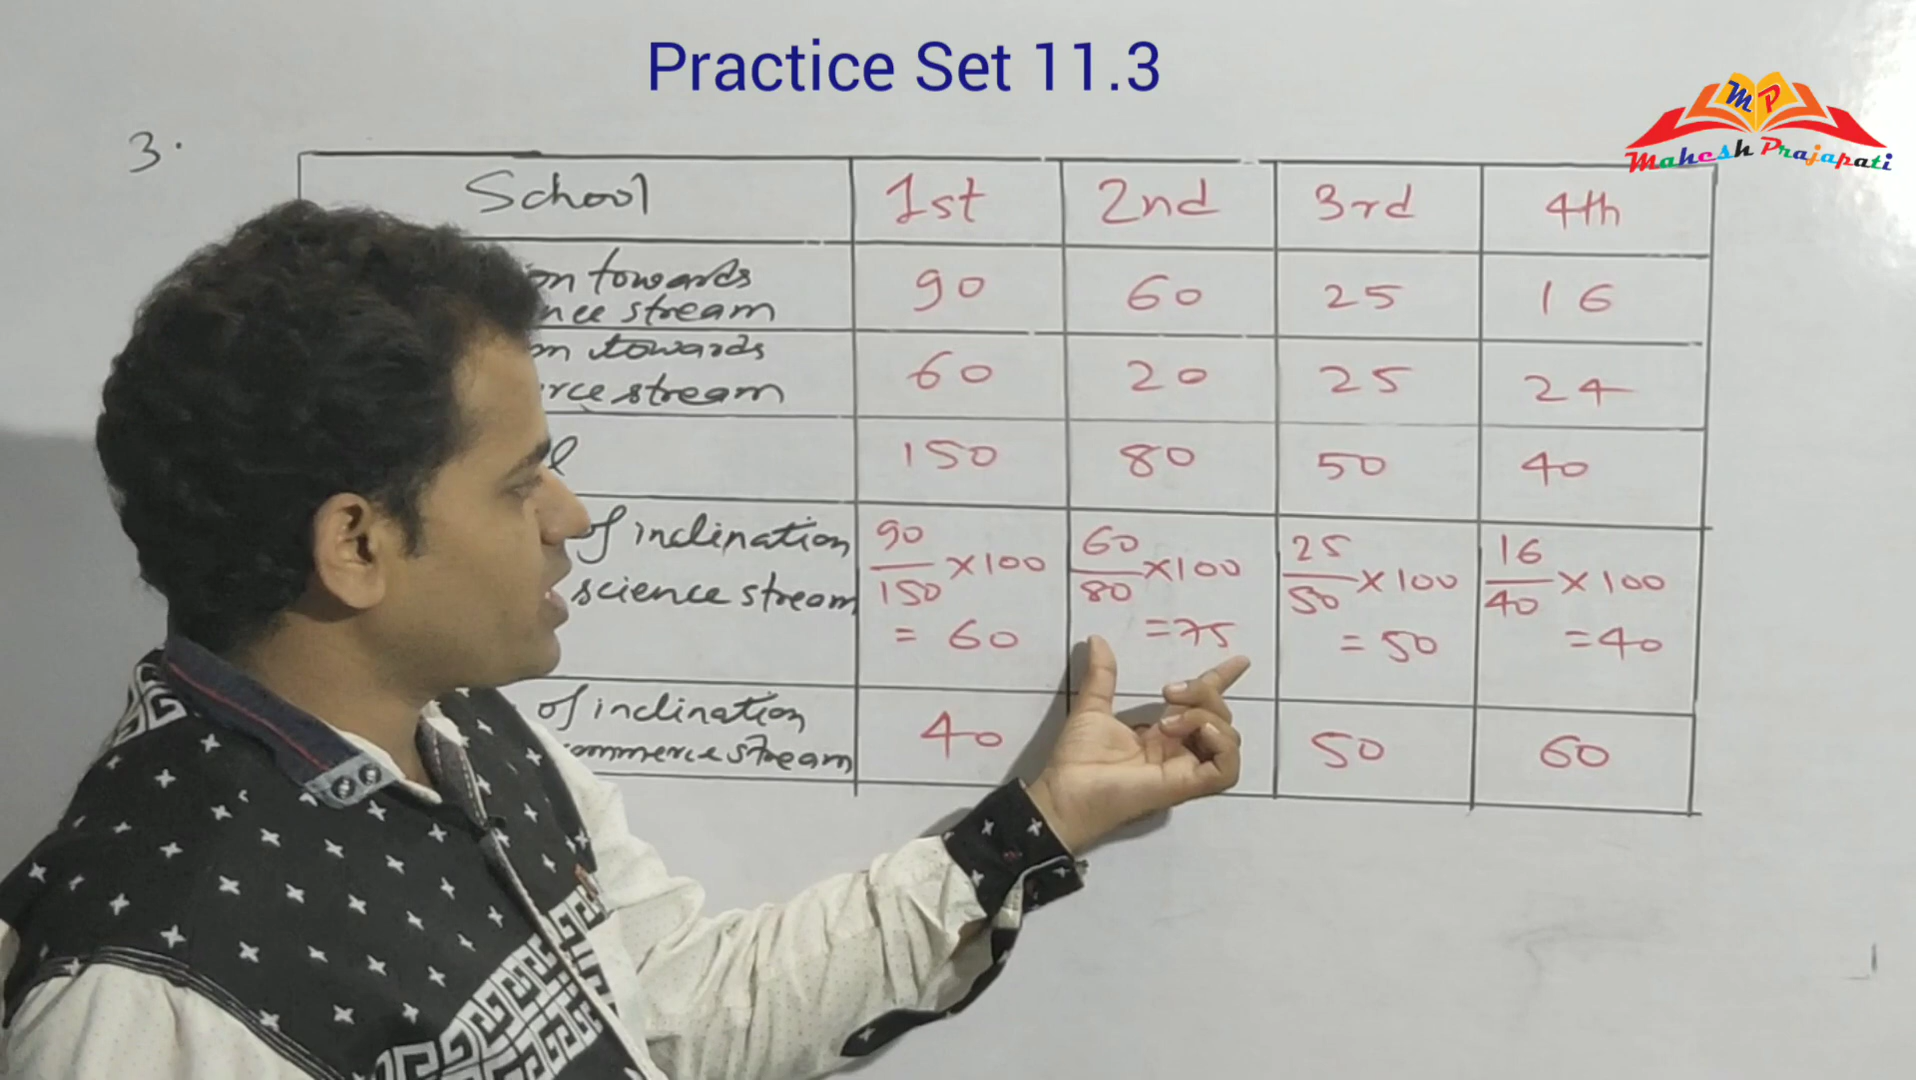 Practice Set 11.3
MP
Mahesh Prajapati
3.
School 1st 2nd 3rd 4th
on towards
nce stream 90 60 25 16
on towards
rce stream 60 20 25 24
l 150 80 50 40
of inclination 90/150 ×100 60/80 ×100 25/50 ×100 16/40 ×100
science stream = 60 =75 = 50 =40
of inclination
ommerce stream 40 50 60